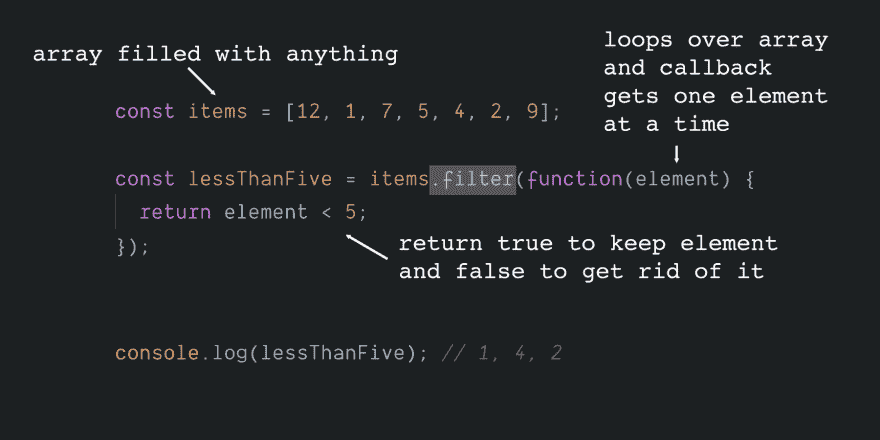 array filled with anything
loops over array
and callback
gets one element
at a time
const items = [12, 1, 7, 5, 4, 2, 9];
const lessThanFive = items.filter(function(element) {
return element < 5;
});
return true to keep element
and false to get rid of it
console.log(lessThanFive); // 1, 4, 2